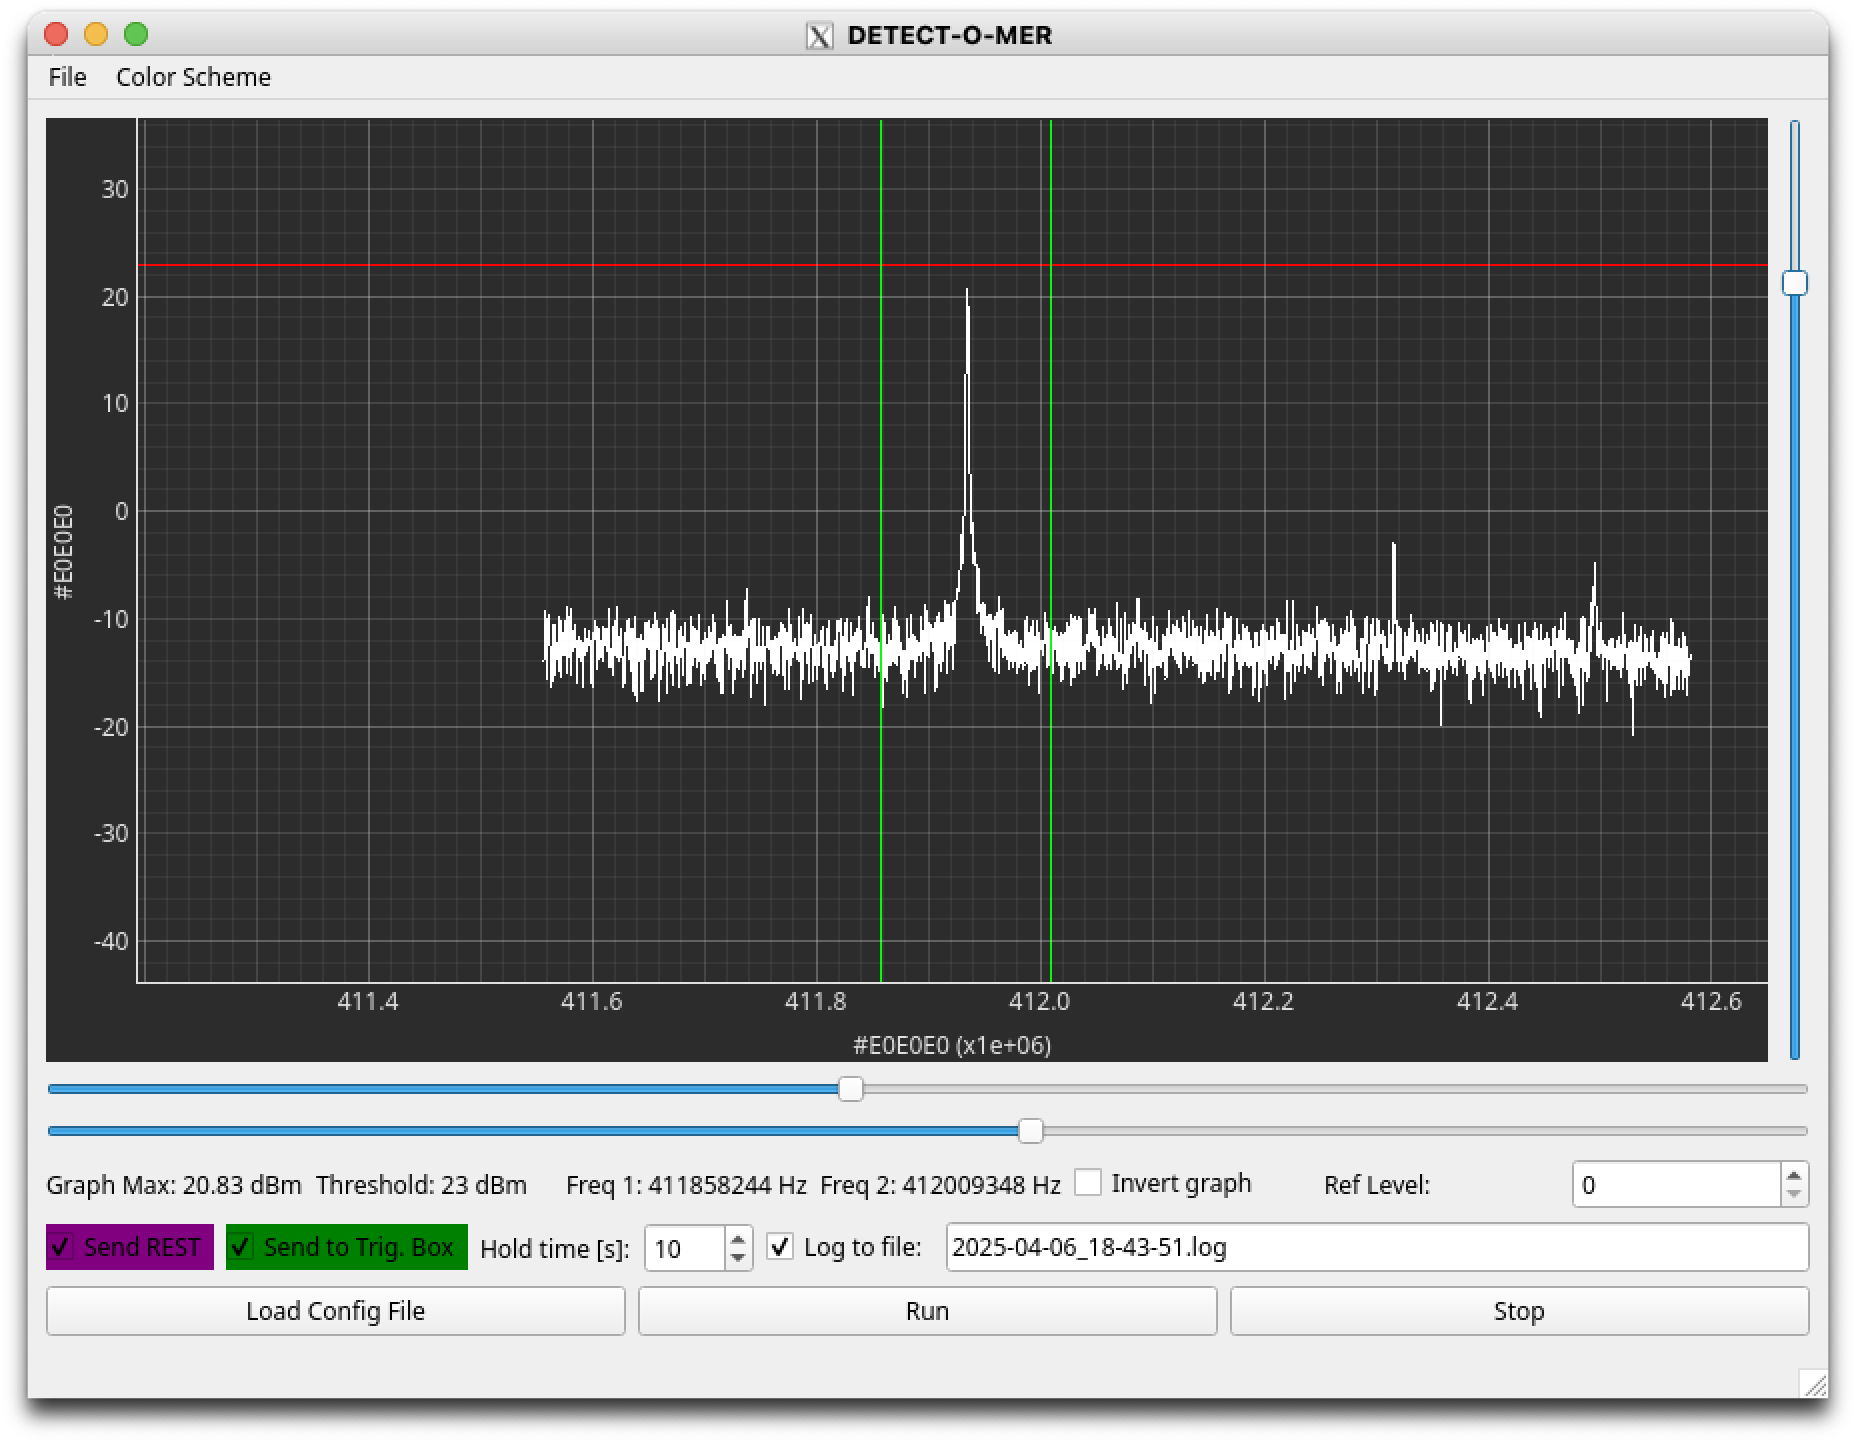 DETECT-O-MER
File Color Scheme
30
20
10
0
-10
-20
-30
-40
#E0E0E0
411.4 411.6 411.8 412.0 412.2 412.4 412.6
#E0E0E0 (x1e+06)
Graph Max: 20.83 dBm Threshold: 23 dBm Freq 1: 411858244 Hz Freq 2: 412009348 Hz Invert graph Ref Level: 0
Send REST Send to Trig. Box Hold time [s]: 10 Log to file: 2025-04-06_18-43-51.log
Load Config File Run Stop